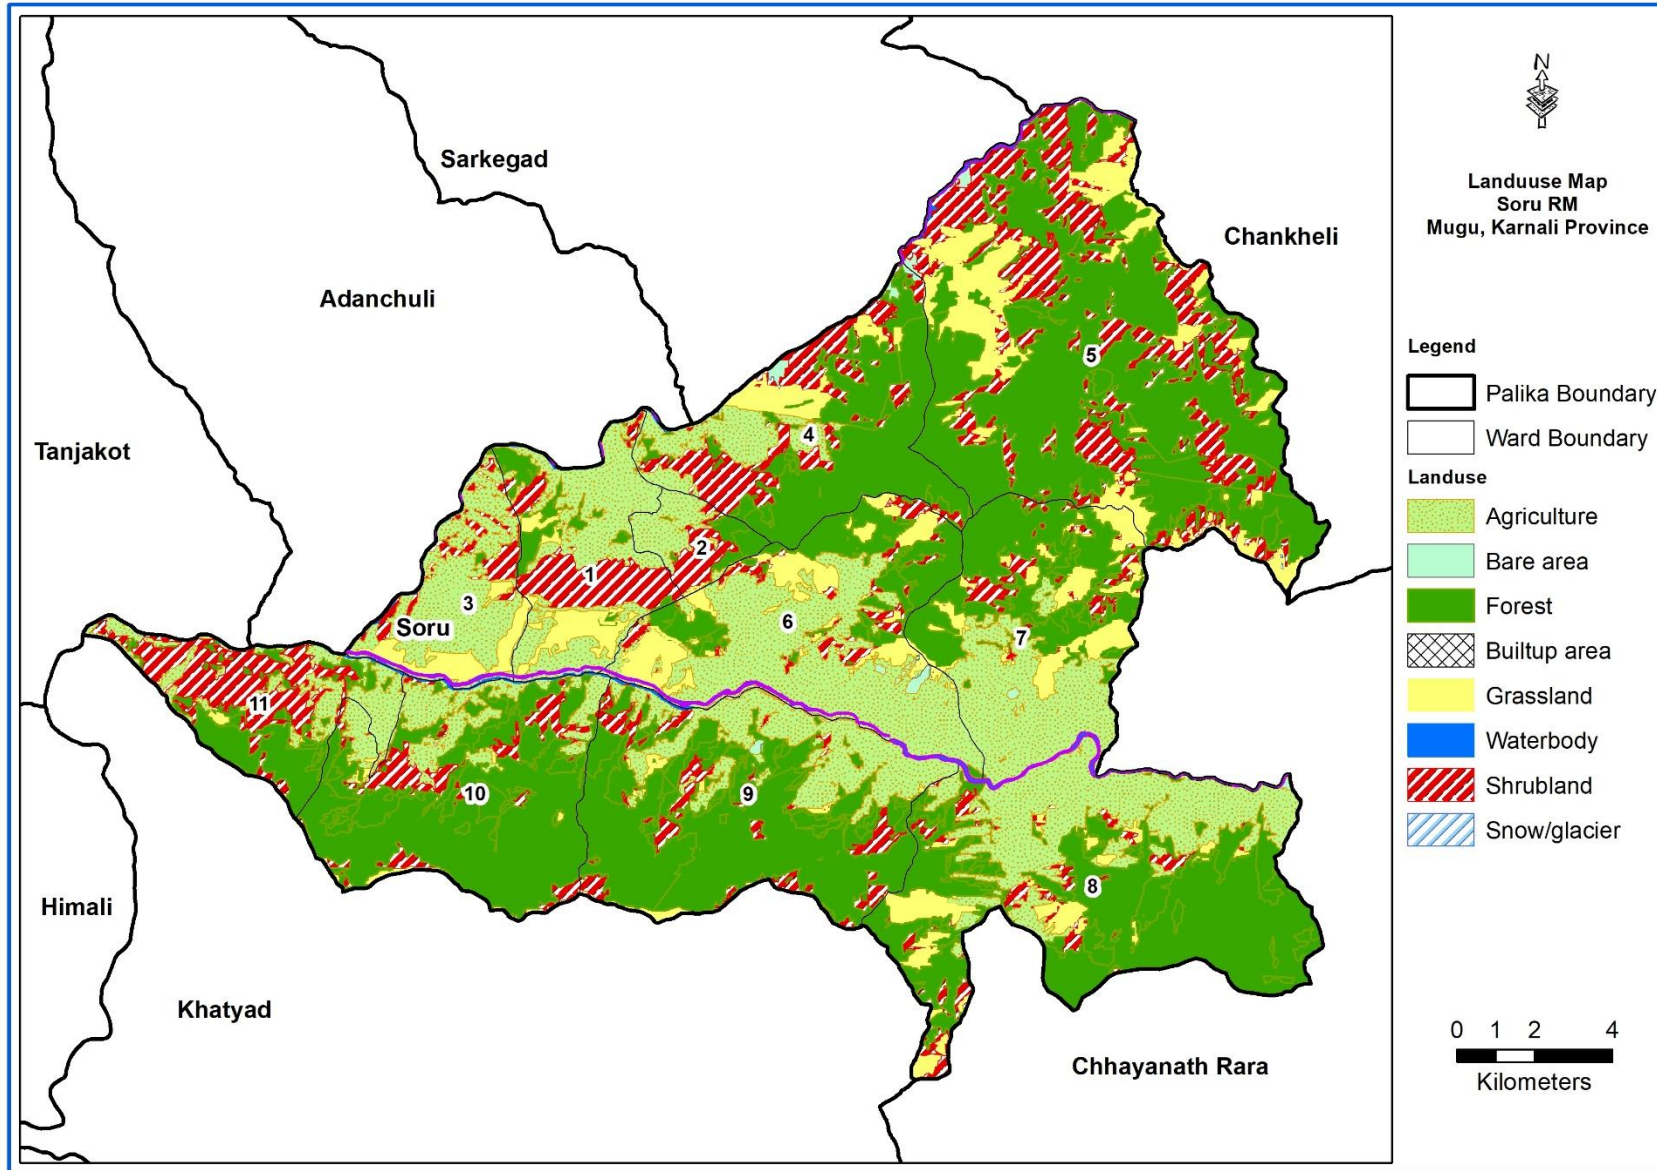 N
Landuuse Map
Soru RM
Mugu, Karnali Province
Sarkegad
Chankheli
Adanchuli
Tanjakot
Soru
Himali
Khatyad
Chhayanath Rara
5
4
2
1
3
6
7
11
10
9
8
Legend
Palika Boundary
Ward Boundary
Landuse
Agriculture
Bare area
Forest
Builtup area
Grassland
Waterbody
Shrubland
Snow/glacier
0 1 2 4
Kilometers